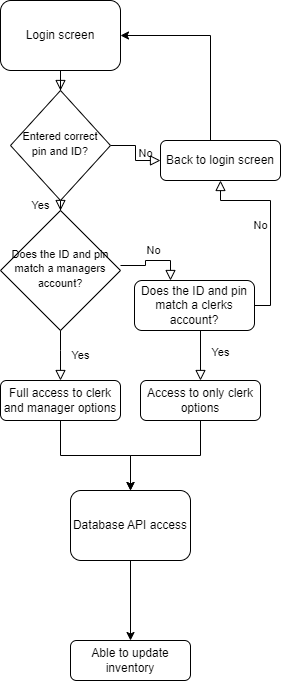 Login screen
Entered correct
pin and ID?
No
Back to login screen
Yes
Does the ID and pin
match a managers
account?
No
No
Does the ID and pin
match a clerks
account?
Yes
Yes
Full access to clerk
and manager options
Access to only clerk
options
Database API access
Able to update
inventory